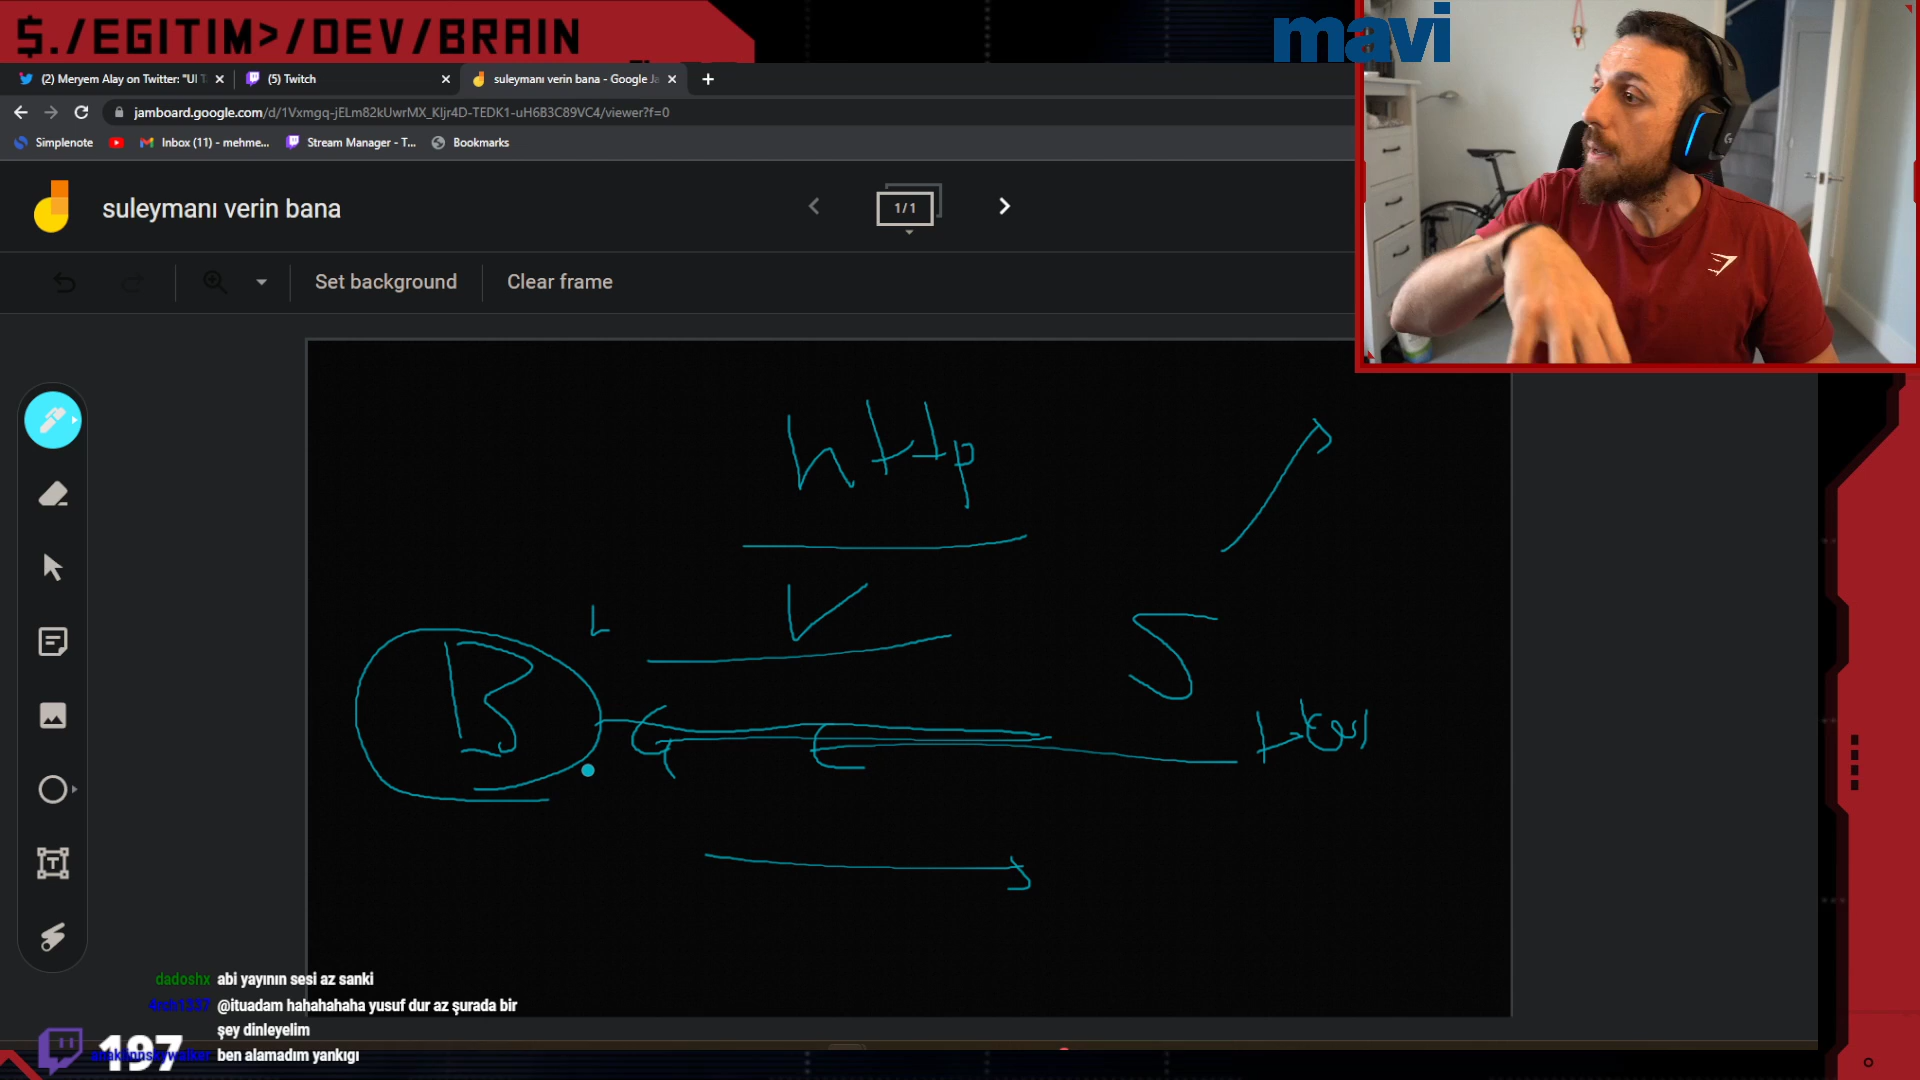 $./EGITIM>/DEV/BRAIN
mavi
(2) Meryem Alay on Twitter: "UI T
(5) Twitch
suleymanı verin bana - Google Ja
jamboard.google.com/d/1Vxmgq-jELm82kUwrMX_KIjr4D-TEDK1-uH6B3C89VC4/viewer?f=0
Simplenote
Inbox (11) - mehme...
Stream Manager - T...
Bookmarks
suleymanı verin bana
1/1
Set background
Clear frame
http
B
S
dadoshx abi yayının sesi az sanki
@ituadam hahahahaha yusuf dur az şurada bir
şey dinleyelim
ben alamadım yankıgı
197